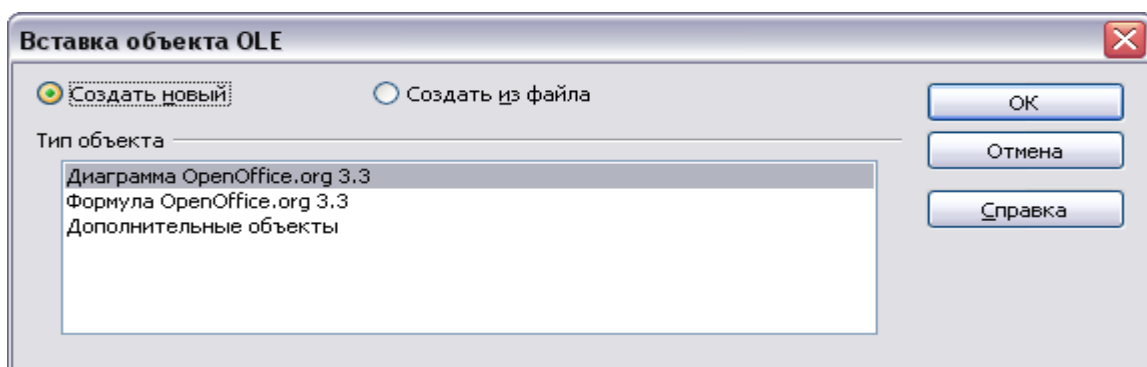 Вставка объекта OLE
Создать новый Создать из файла
ОК
Тип объекта
Отмена
Диаграмма OpenOffice.org 3.3
Формула OpenOffice.org 3.3
Справка
Дополнительные объекты